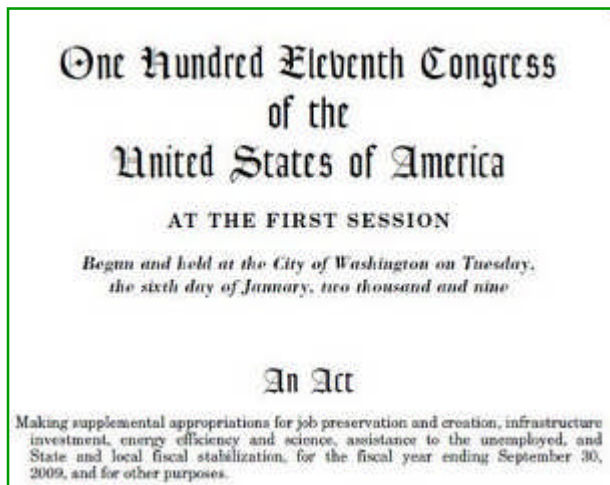 One Hundred Eleventh Congress
of the
United States of America
AT THE FIRST SESSION
Begun and held at the City of Washington on Tuesday,
the sixth day of January, two thousand and nine
An Act
Making supplemental appropriations for job preservation and creation, infrastructure
investment, energy efficiency and science, assistance to the unemployed, and
State and local fiscal stabilization, for the fiscal year ending September 30,
2009, and for other purposes.